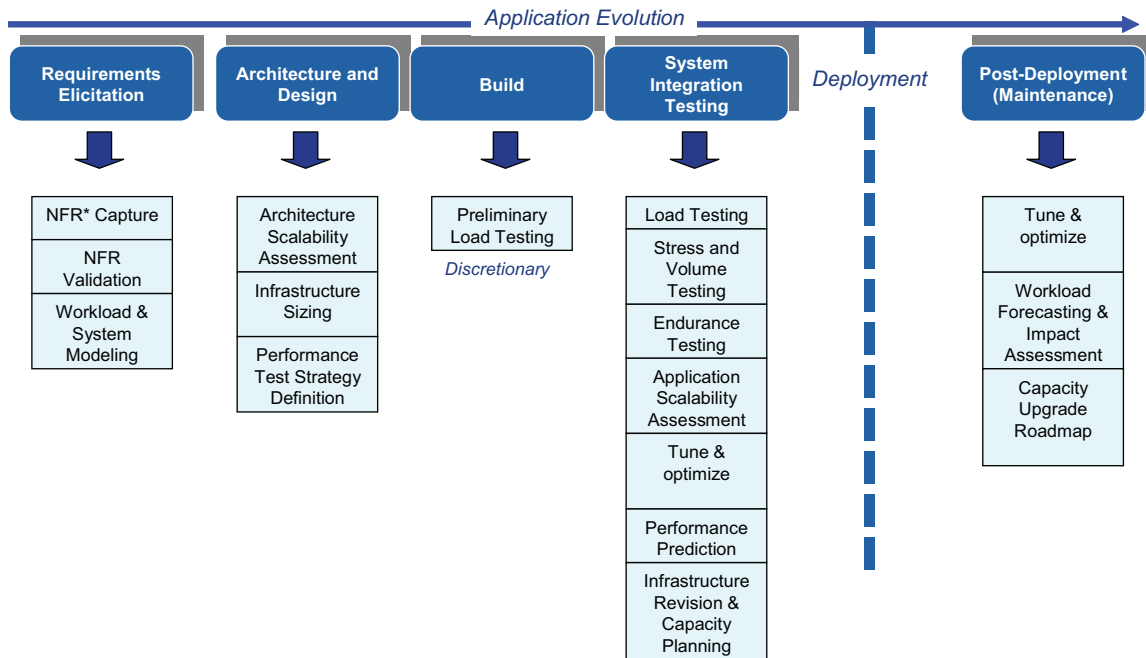 Application Evolution
Requirements
Elicitation
Architecture and
Design
Build
System
Integration
Testing
Deployment
Post-Deployment
(Maintenance)
NFR* Capture
NFR
Validation
Workload &
System
Modeling
Architecture
Scalability
Assessment
Infrastructure
Sizing
Performance
Test Strategy
Definition
Preliminary
Load Testing
Discretionary
Load Testing
Stress and
Volume
Testing
Endurance
Testing
Application
Scalability
Assessment
Tune &
optimize
Performance
Prediction
Infrastructure
Revision &
Capacity
Planning
Tune &
optimize
Workload
Forecasting &
Impact
Assessment
Capacity
Upgrade
Roadmap